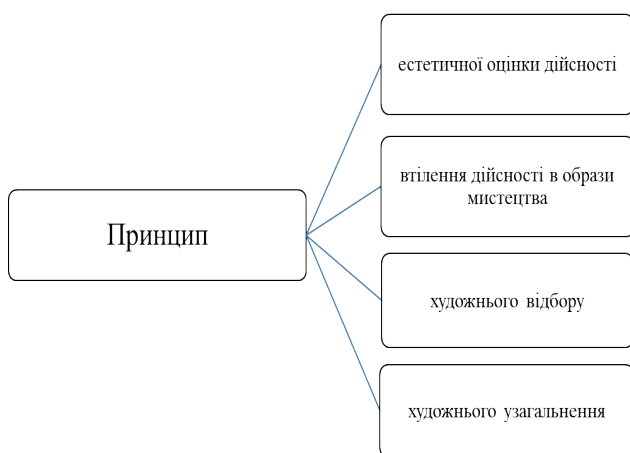 Принцип
естетичної оцінки дійсності
втілення дійсності в образи
мистецтва
художнього відбору
художнього узагальнення